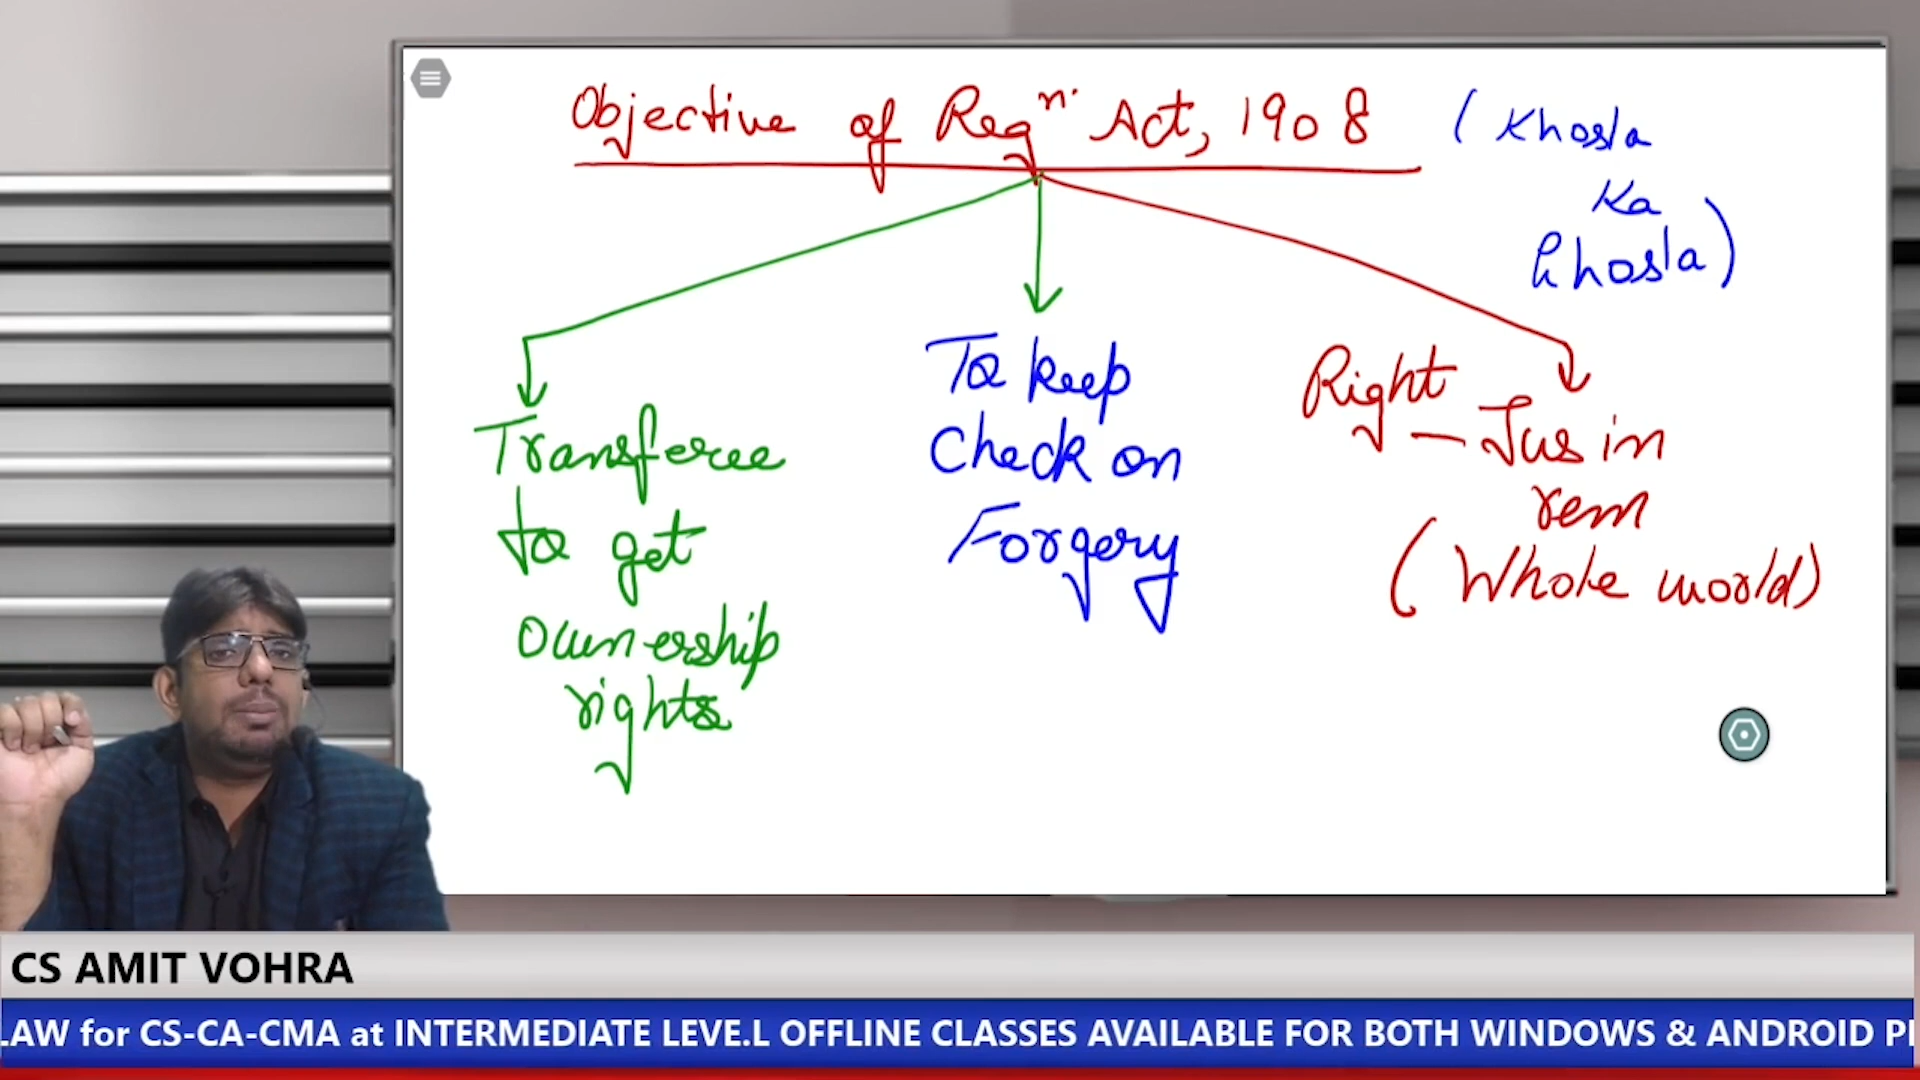 Objective of Regn. Act, 1908
(Khosla
Ka
Ghosla)
Transferee
to get
Ownership
rights
To keep
Check on
Forgery
Right - Jus in
rem
(Whole world)
CS AMIT VOHRA
LAW for CS-CA-CMA at INTERMEDIATE LEVE.L OFFLINE CLASSES AVAILABLE FOR BOTH WINDOWS & ANDROID